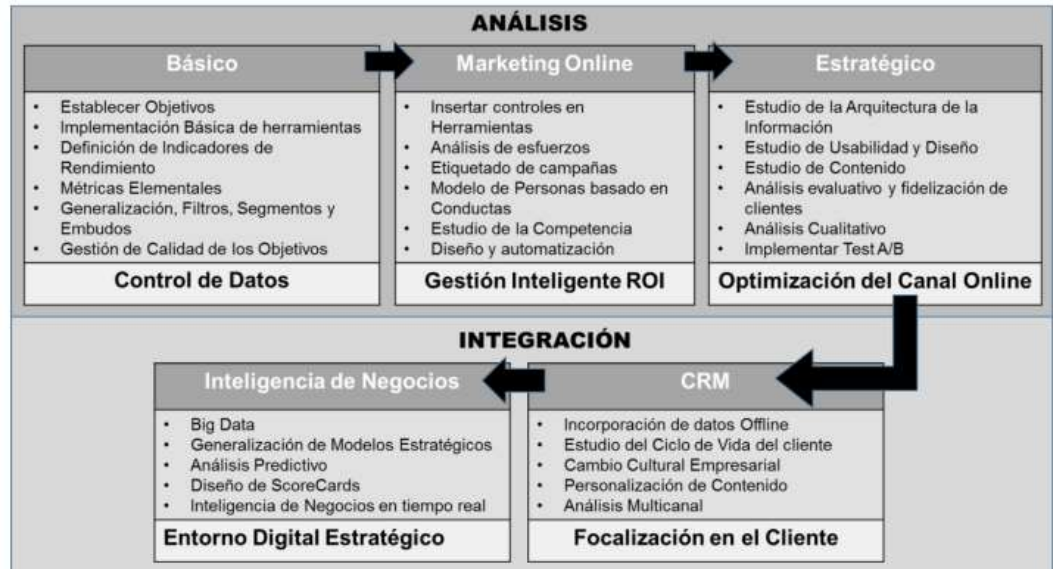 ANÁLISIS
Básico
• Establecer Objetivos
• Implementación Básica de herramientas
• Definición de Indicadores de
Rendimiento
• Métricas Elementales
• Generalización, Filtros, Segmentos y
Embudos
• Gestión de Calidad de los Objetivos
Control de Datos
Marketing Online
• Insertar controles en
Herramientas
• Análisis de esfuerzos
• Etiquetado de campañas
• Modelo de Personas basado en
Conductas
• Estudio de la Competencia
• Diseño y automatización
Gestión Inteligente ROI
Estratégico
• Estudio de la Arquitectura de la
Información
• Estudio de Usabilidad y Diseño
• Estudio de Contenido
• Análisis evaluativo y fidelización de
clientes
• Análisis Cualitativo
• Implementar Test A/B
Optimización del Canal Online
INTEGRACIÓN
CRM
• Incorporación de datos Offline
• Estudio del Ciclo de Vida del cliente
• Cambio Cultural Empresarial
• Personalización de Contenido
• Análisis Multicanal
Focalización en el Cliente
Inteligencia de Negocios
• Big Data
• Generalización de Modelos Estratégicos
• Análisis Predictivo
• Diseño de ScoreCards
• Inteligencia de Negocios en tiempo real
Entorno Digital Estratégico